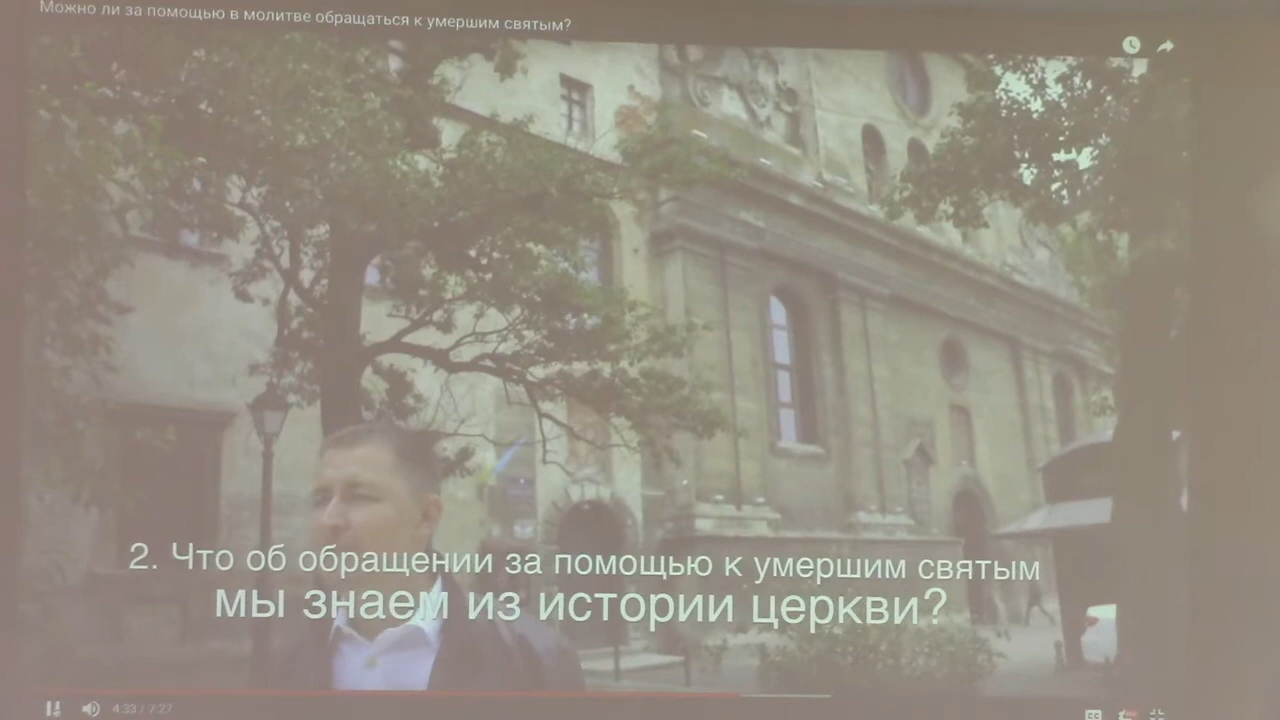 Можно ли за помощью в молитве обращаться к умершим святым?
2. Что об обращении за помощью к умершим святым
мы знаем из истории церкви?
4:33 / 7:27
CC